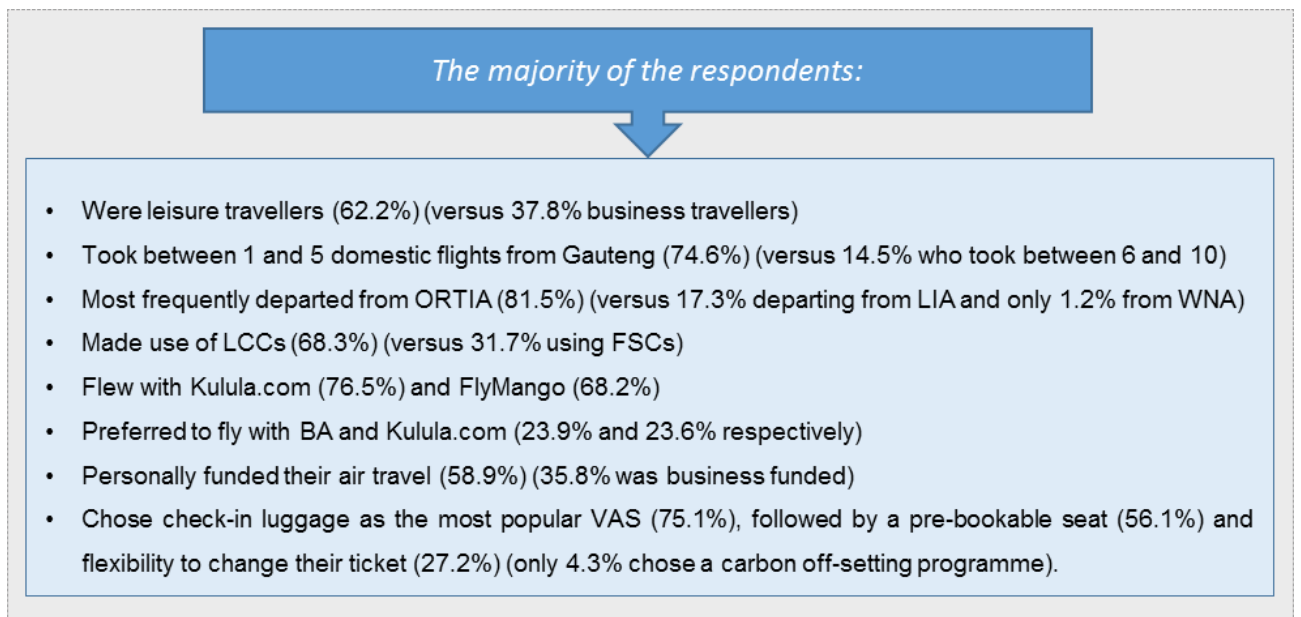 The majority of the respondents:
• Were leisure travellers (62.2%) (versus 37.8% business travellers)
• Took between 1 and 5 domestic flights from Gauteng (74.6%) (versus 14.5% who took between 6 and 10)
• Most frequently departed from ORTIA (81.5%) (versus 17.3% departing from LIA and only 1.2% from WNA)
• Made use of LCCs (68.3%) (versus 31.7% using FSCs)
• Flew with Kulula.com (76.5%) and FlyMango (68.2%)
• Preferred to fly with BA and Kulula.com (23.9% and 23.6% respectively)
• Personally funded their air travel (58.9%) (35.8% was business funded)
• Chose check-in luggage as the most popular VAS (75.1%), followed by a pre-bookable seat (56.1%) and
flexibility to change their ticket (27.2%) (only 4.3% chose a carbon off-setting programme).